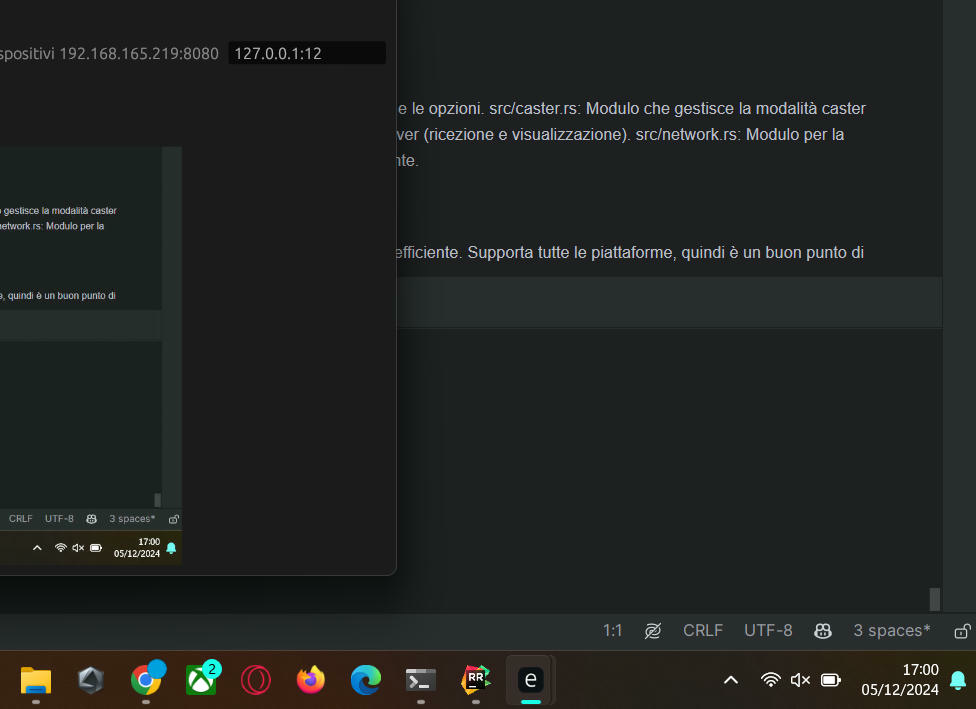 spositivi 192.168.165.219:8080 127.0.0.1:12
e le opzioni. src/caster.rs: Modulo che gestisce la modalità caster
ver (ricezione e visualizzazione). src/network.rs: Modulo per la
nte.
efficiente. Supporta tutte le piattaforme, quindi è un buon punto di
gestisce la modalità caster
network.rs: Modulo per la
e, quindi è un buon punto di
CRLF UTF-8 3 spaces*
17:00
05/12/2024
1:1 CRLF UTF-8 3 spaces*
2
RR
e
17:00
05/12/2024